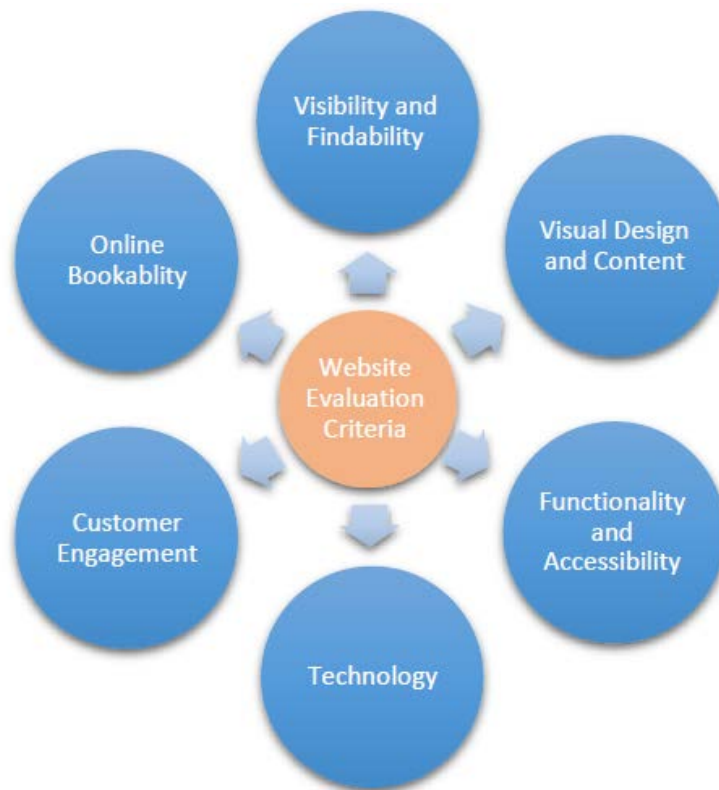 Visibility and
Findability
Visual Design
and Content
Functionality
and
Accessibility
Technology
Customer
Engagement
Online
Bookablity
Website
Evaluation
Criteria